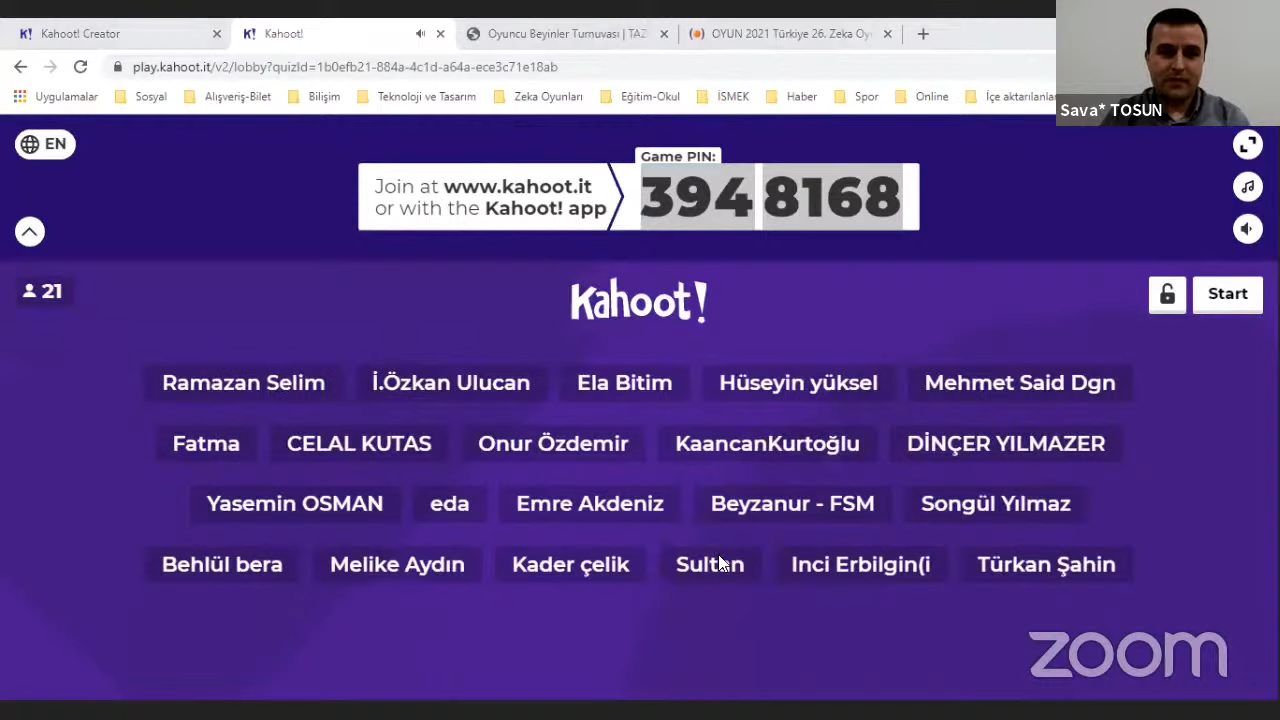 Kahoot! Creator
Kahoot!
Oyuncu Beyinler Turnuvası | TAZ
OYUN 2021 Türkiye 26. Zeka Oy
play.kahoot.it/v2/lobby?quizId=1b0efb21-884a-4c1d-a64a-ece3c71e18ab
Uygulamalar Sosyal Alışveriş-Bilet Bilişim Teknoloji ve Tasarım Zeka Oyunları Eğitim-Okul İSMEK Haber Spor Online İçe aktarılanlar
Sava* TOSUN
EN
Game PIN:
Join at www.kahoot.it
or with the Kahoot! app
394 8168
21
Kahoot!
Start
Ramazan Selim İ.Özkan Ulucan Ela Bitim Hüseyin yüksel Mehmet Said Dgn
Fatma CELAL KUTAS Onur Özdemir KaancanKurtoğlu DİNÇER YILMAZER
Yasemin OSMAN eda Emre Akdeniz Beyzanur - FSM Songül Yılmaz
Behlül bera Melike Aydın Kader çelik Sultan Inci Erbilgin(i Türkan Şahin
zoom